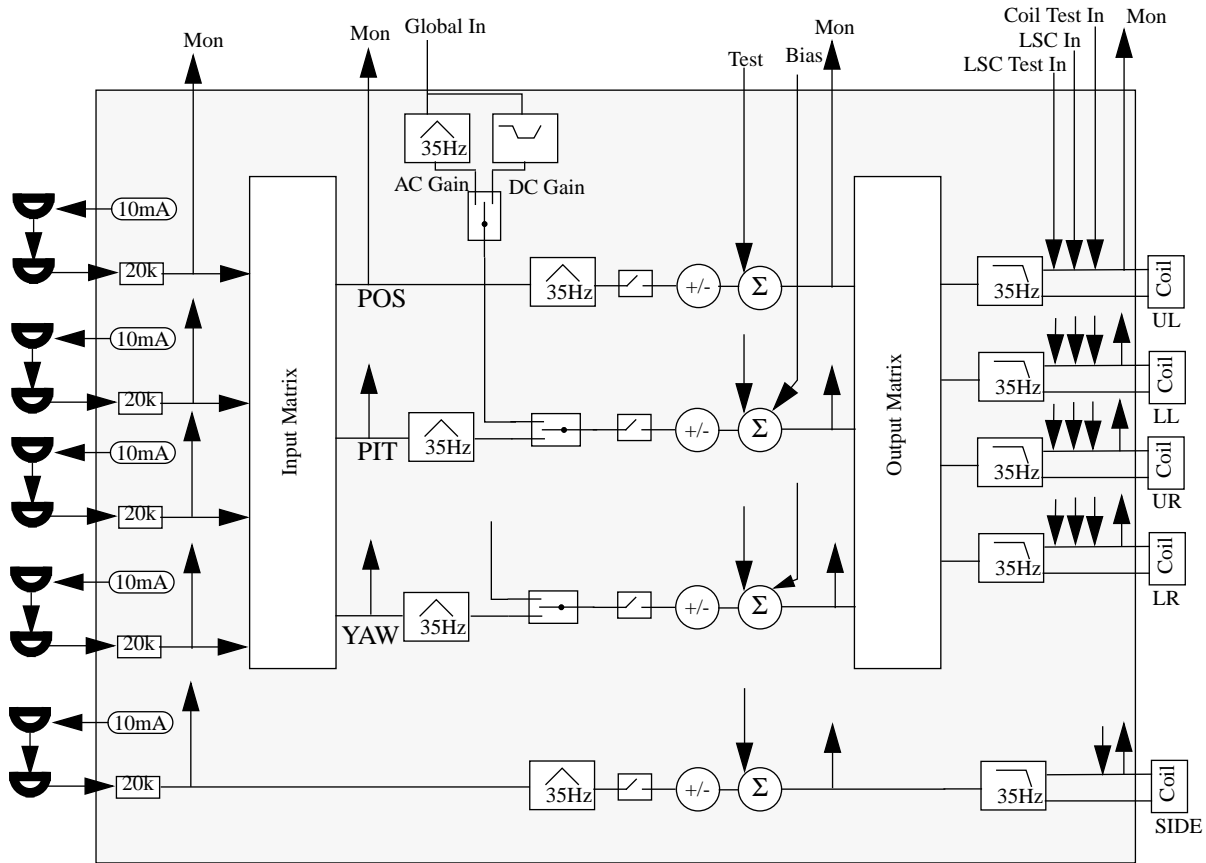 Coil Test In
Global In
Mon
Mon
Mon
Mon
Mon
LSC In
Test
Bias
LSC Test In
35Hz
AC Gain
DC Gain
10mA
20k
POS
35Hz
+/-
Σ
35Hz
Coil
UL
10mA
20k
PIT
35Hz
+/-
Σ
35Hz
Coil
LL
Input Matrix
Output Matrix
10mA
20k
35Hz
Coil
UR
10mA
20k
YAW
35Hz
+/-
Σ
35Hz
Coil
LR
10mA
20k
35Hz
+/-
Σ
35Hz
Coil
SIDE